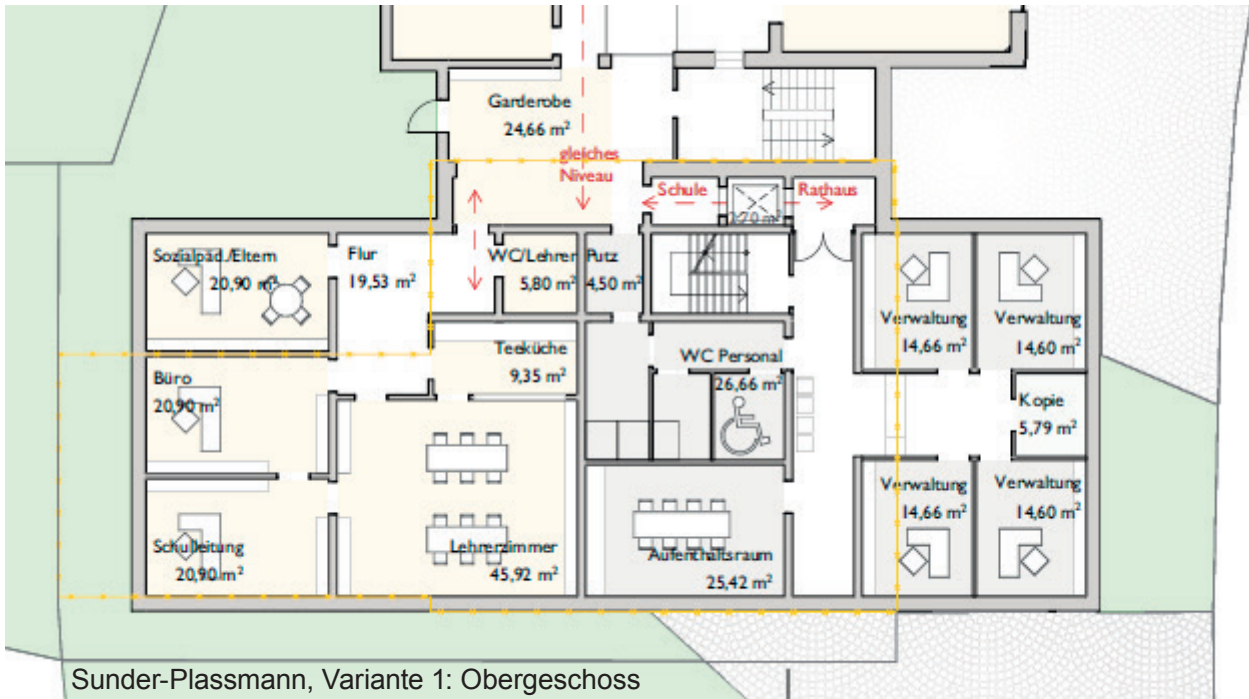 Garderobe
24,66 m²
gleiches
Niveau
Schule
Rathaus
2,70 m²
Sozialpäd./Eltern
20,90 m²
Flur
19,53 m²
WC/Lehrer
5,80 m²
Putz
4,50 m²
Verwaltung
14,66 m²
Verwaltung
14,60 m²
Teeküche
9,35 m²
WC Personal
26,66 m²
Büro
20,90 m²
Kopie
5,79 m²
Schulleitung
20,90 m²
Lehrerzimmer
45,92 m²
Aufenthaltsraum
25,42 m²
Verwaltung
14,66 m²
Verwaltung
14,60 m²
Sunder-Plassmann, Variante 1: Obergeschoss